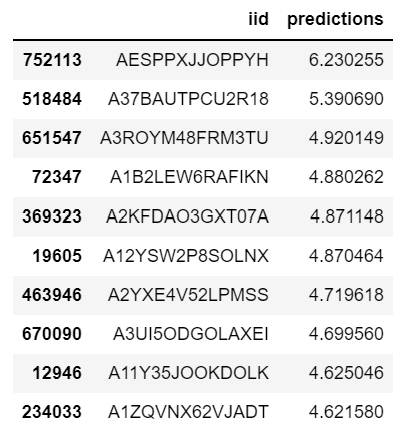 iid predictions
752113 AESPPXJJOPPYH 6.230255
518484 A37BAUTPCU2R18 5.390690
651547 A3ROYM48FRM3TU 4.920149
72347 A1B2LEW6RAFIKN 4.880262
369323 A2KFDAO3GXT07A 4.871148
19605 A12YSW2P8SOLNX 4.870464
463946 A2YXE4V52LPMSS 4.719618
670090 A3UI5ODGOLAXEI 4.699560
12946 A11Y35JOOKDOLK 4.625046
234033 A1ZQVNX62VJADT 4.621580